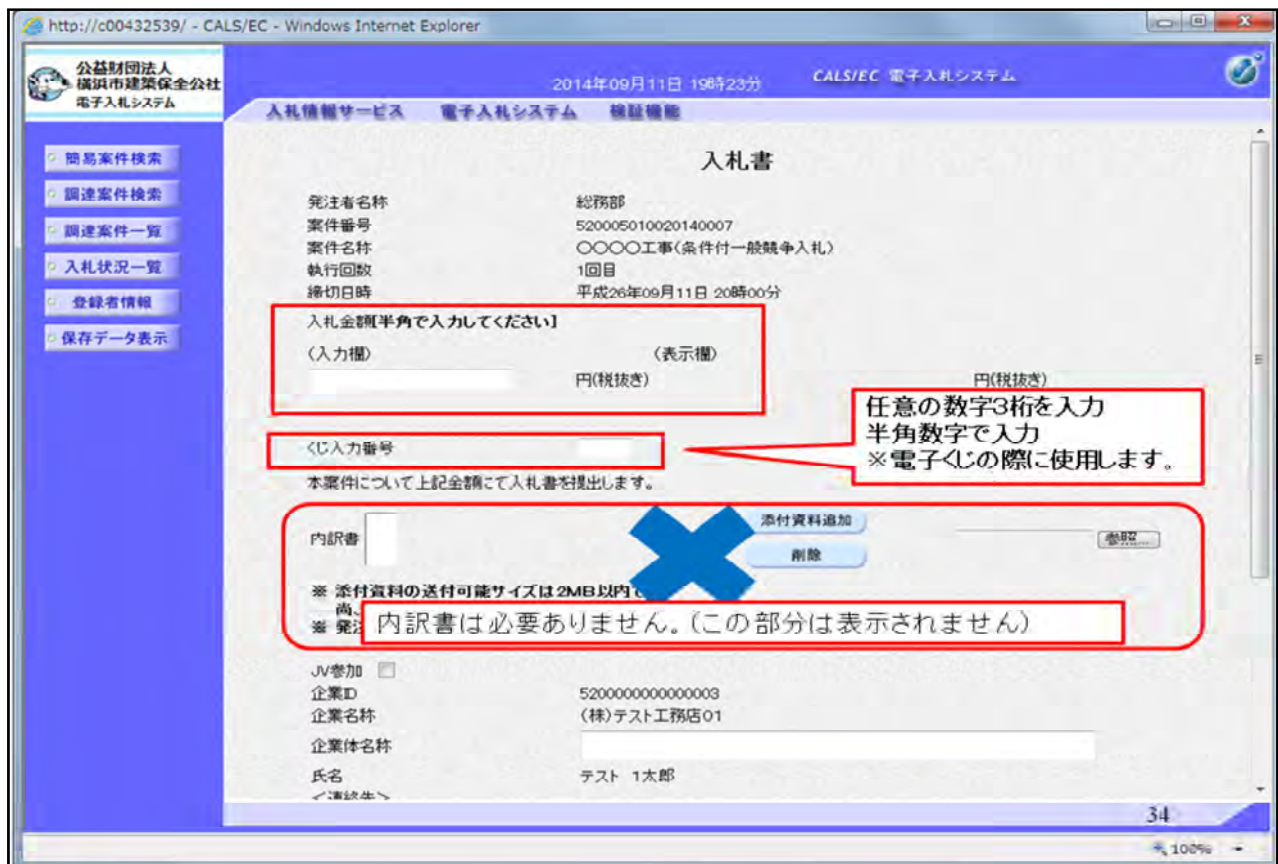 http://c00432539/ - CALS/EC - Windows Internet Explorer
公益財団法人
横浜市建築保全公社
電子入札システム
2014年09月11日 19時23分
CALS/EC 電子入札システム
入札情報サービス 電子入札システム 検証機能
簡易案件検索
調達案件検索
調達案件一覧
入札状況一覧
登録者情報
保存データ表示
入札書
発注者名称 総務部
案件番号 520005010020140007
案件名称 〇〇〇〇工事(条件付一般競争入札)
執行回数 1回目
締切日時 平成26年09月11日 20時00分
入札金額[半角で入力してください]
(入力欄) (表示欄)
円(税抜き) 円(税抜き)
任意の数字3桁を入力
半角数字で入力
※電子くじの際に使用します。
くじ入力番号
本案件について上記金額にて入札書を提出します。
内訳書 添付資料追加 参照...
削除
※ 添付資料の送付可能サイズは2MB以内で
尚、
※ 発注
内訳書は必要ありません。(この部分は表示されません)
JV参加
企業ID 5200000000000003
企業名称 (株)テスト工務店01
企業体名称
氏名 テスト 1太郎
<連絡先>
34
100%